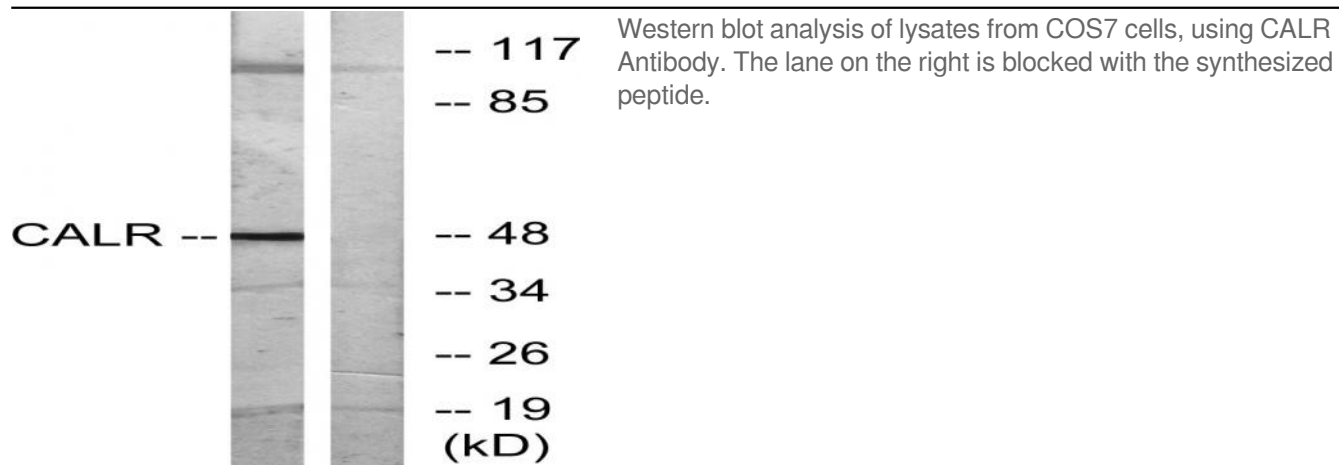 -- 117
-- 85
CALR -- -- 48
-- 34
-- 26
-- 19
(kD)
Western blot analysis of lysates from COS7 cells, using CALR
Antibody. The lane on the right is blocked with the synthesized
peptide.